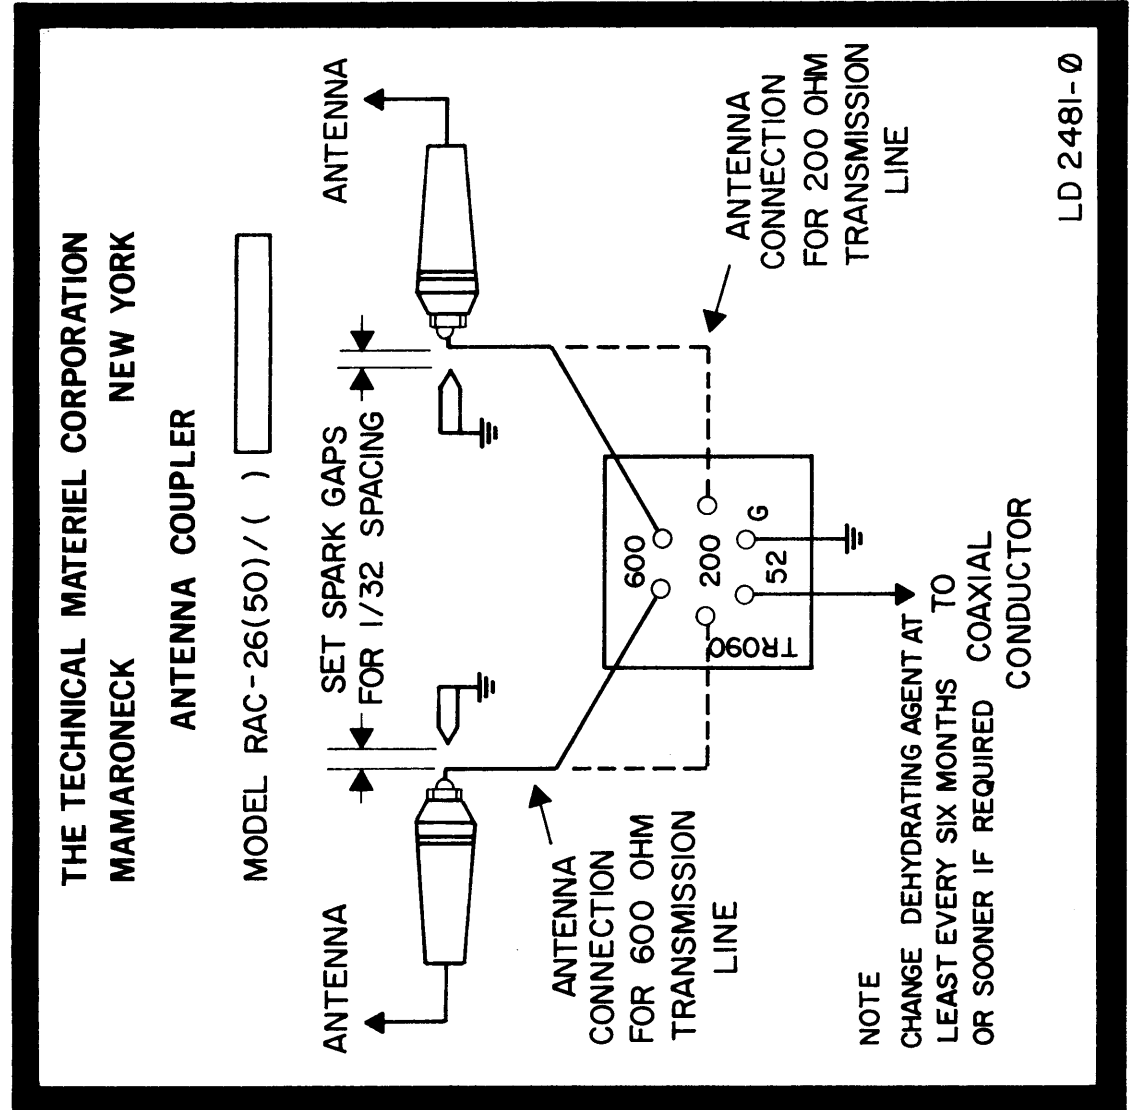 THE TECHNICAL MATERIEL CORPORATION
MAMARONECK NEW YORK
ANTENNA COUPLER
MODEL RAC-26(50)/( )
ANTENNA
ANTENNA
SET SPARK GAPS
FOR 1/32 SPACING
ANTENNA
CONNECTION
FOR 600 OHM
TRANSMISSION
LINE
ANTENNA
CONNECTION
FOR 200 OHM
TRANSMISSION
LINE
600
200
52
G
TR090
TO
COAXIAL
CONDUCTOR
NOTE
CHANGE DEHYDRATING AGENT AT
LEAST EVERY SIX MONTHS
OR SOONER IF REQUIRED
LD 2481-Ø